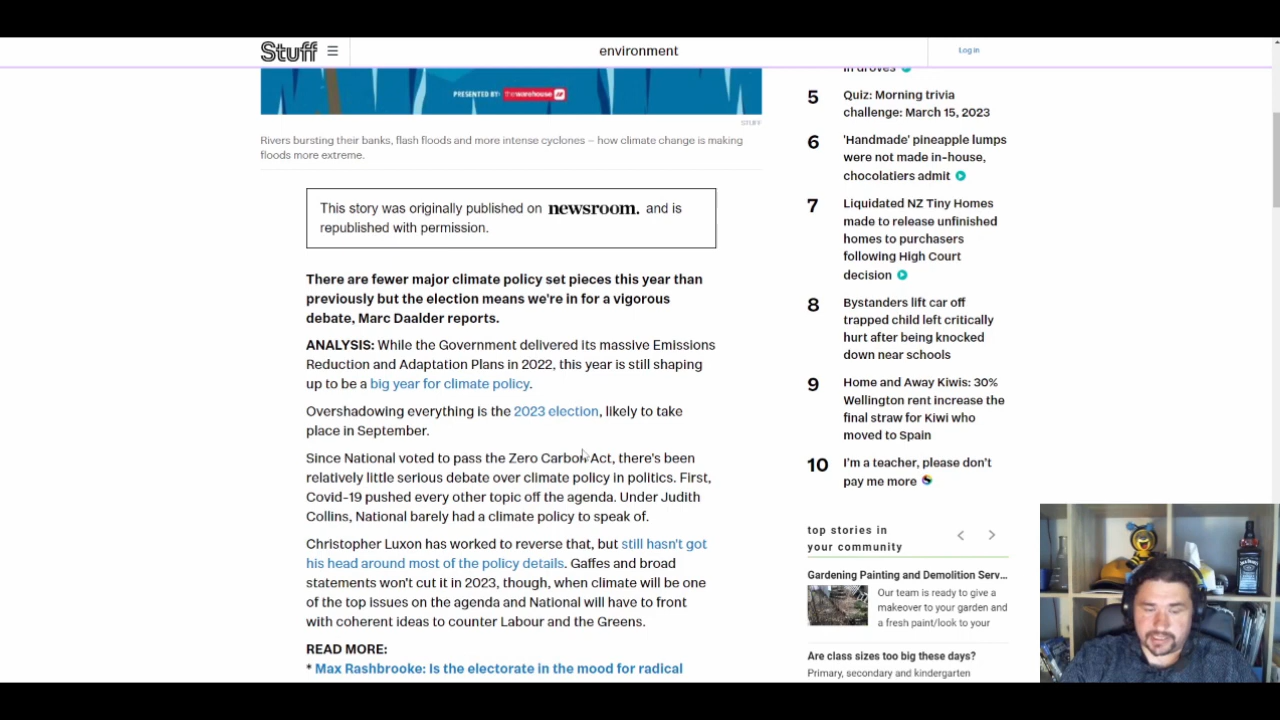 Stuff
environment
Log in
PRESENTED BY: thewarehouse
STUFF
Rivers bursting their banks, flash floods and more intense cyclones – how climate change is making
floods more extreme.
This story was originally published on newsroom. and is
republished with permission.
There are fewer major climate policy set pieces this year than
previously but the election means we're in for a vigorous
debate, Marc Daalder reports.
ANALYSIS: While the Government delivered its massive Emissions
Reduction and Adaptation Plans in 2022, this year is still shaping
up to be a big year for climate policy.
Overshadowing everything is the 2023 election, likely to take
place in September.
Since National voted to pass the Zero Carbon Act, there's been
relatively little serious debate over climate policy in politics. First,
Covid-19 pushed every other topic off the agenda. Under Judith
Collins, National barely had a climate policy to speak of.
Christopher Luxon has worked to reverse that, but still hasn't got
his head around most of the policy details. Gaffes and broad
statements won't cut it in 2023, though, when climate will be one
of the top issues on the agenda and National will have to front
with coherent ideas to counter Labour and the Greens.
READ MORE:
* Max Rashbrooke: Is the electorate in the mood for radical
in droves
5 Quiz: Morning trivia
challenge: March 15, 2023
6 'Handmade' pineapple lumps
were not made in-house,
chocolatiers admit
7 Liquidated NZ Tiny Homes
made to release unfinished
homes to purchasers
following High Court
decision
8 Bystanders lift car off
trapped child left critically
hurt after being knocked
down near schools
9 Home and Away Kiwis: 30%
Wellington rent increase the
final straw for Kiwi who
moved to Spain
10 I'm a teacher, please don't
pay me more
top stories in
your community
Gardening Painting and Demolition Serv...
Our team is ready to give a
makeover to your garden and
a fresh paint/look to your
Are class sizes too big these days?
Primary, secondary and kindergarten